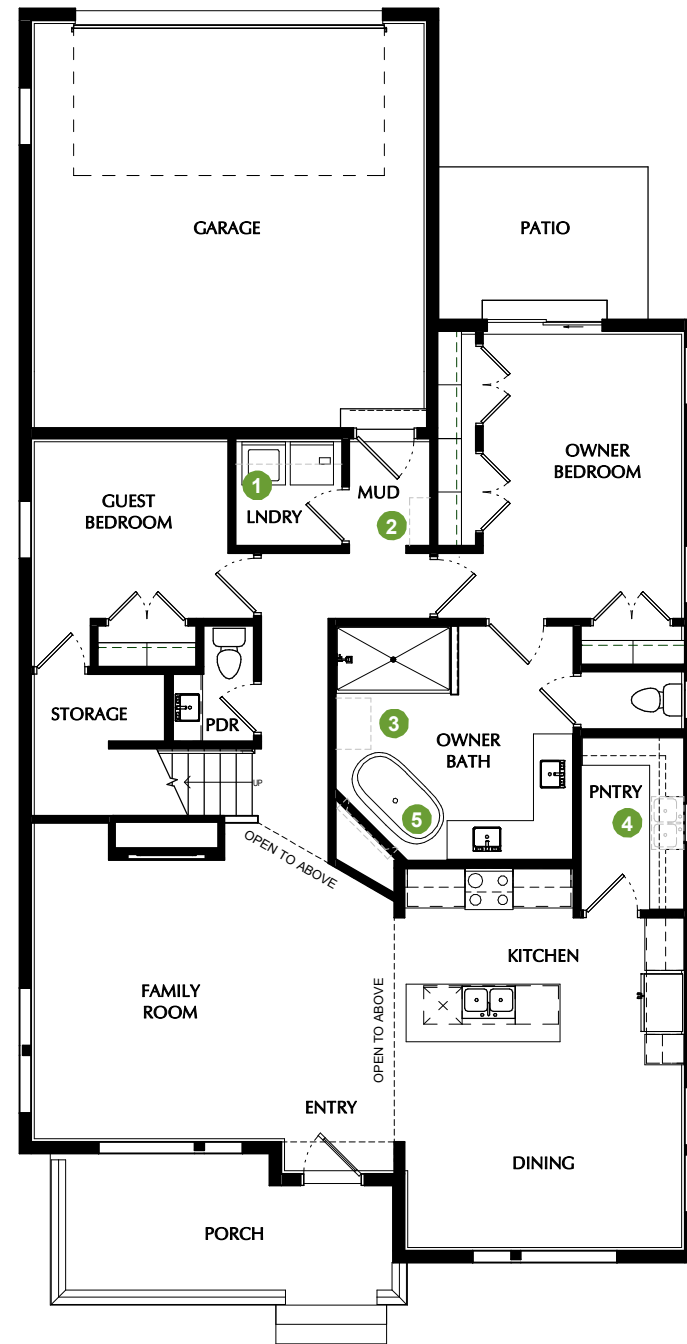 GARAGE
PATIO
OWNER
BEDROOM
GUEST
BEDROOM
1
LNDRY
MUD
2
STORAGE
PDR
3
OWNER
BATH
UP
PNTRY
4
5
OPEN TO ABOVE
KITCHEN
FAMILY
ROOM
OPEN TO ABOVE
ENTRY
DINING
PORCH